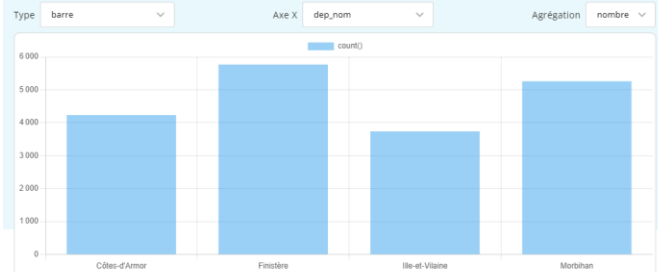 Type barre Axe X dep_nom Agrégation nombre
count()
6 000
5 000
4 000
3 000
2 000
1 000
0
Côtes-d'Armor Finistère Ille-et-Vilaine Morbihan